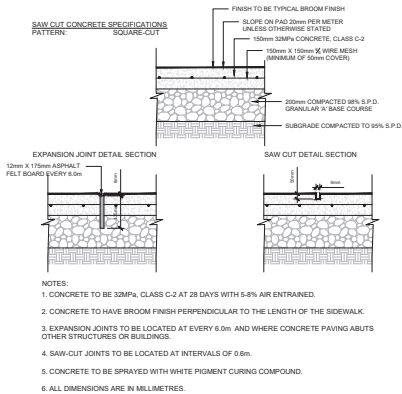 SAW CUT CONCRETE SPECIFICATIONS
PATTERN: SQUARE-CUT
FINISH TO BE TYPICAL BROOM FINISH
SLOPE ON PAD 20MM PER METER
UNLESS OTHERWISE STATED
150mm 32MPa CONCRETE, CLASS C-2
150mm X 150mm WIRE MESH
(MINIMUM OF 50mm COVER)
200mm COMPACTED 98% S.P.D.
GRANULAR 'A' BASE COURSE
SUBGRADE COMPACTED TO 95% S.P.D.
EXPANSION JOINT DETAIL SECTION
12mm X 175mm ASPHALT
FELT BOARD EVERY 6.0m
SAW CUT DETAIL SECTION
6mm
NOTES:
1. CONCRETE TO BE 32MPa, CLASS C-2 AT 28 DAYS WITH 5-8% AIR ENTRAINED.
2. CONCRETE TO HAVE BROOM FINISH PERPENDICULAR TO THE LENGTH OF THE SIDEWALK.
3. EXPANSION JOINTS TO BE LOCATED AT EVERY 6.0m AND WHERE CONCRETE PAVING ABUTS
OTHER STRUCTURES OR BUILDINGS.
4. SAW-CUT JOINTS TO BE LOCATED AT INTERVALS OF 0.6m.
5. CONCRETE TO BE SPRAYED WITH WHITE PIGMENT CURING COMPOUND.
6. ALL DIMENSIONS ARE IN MILLIMETRES.